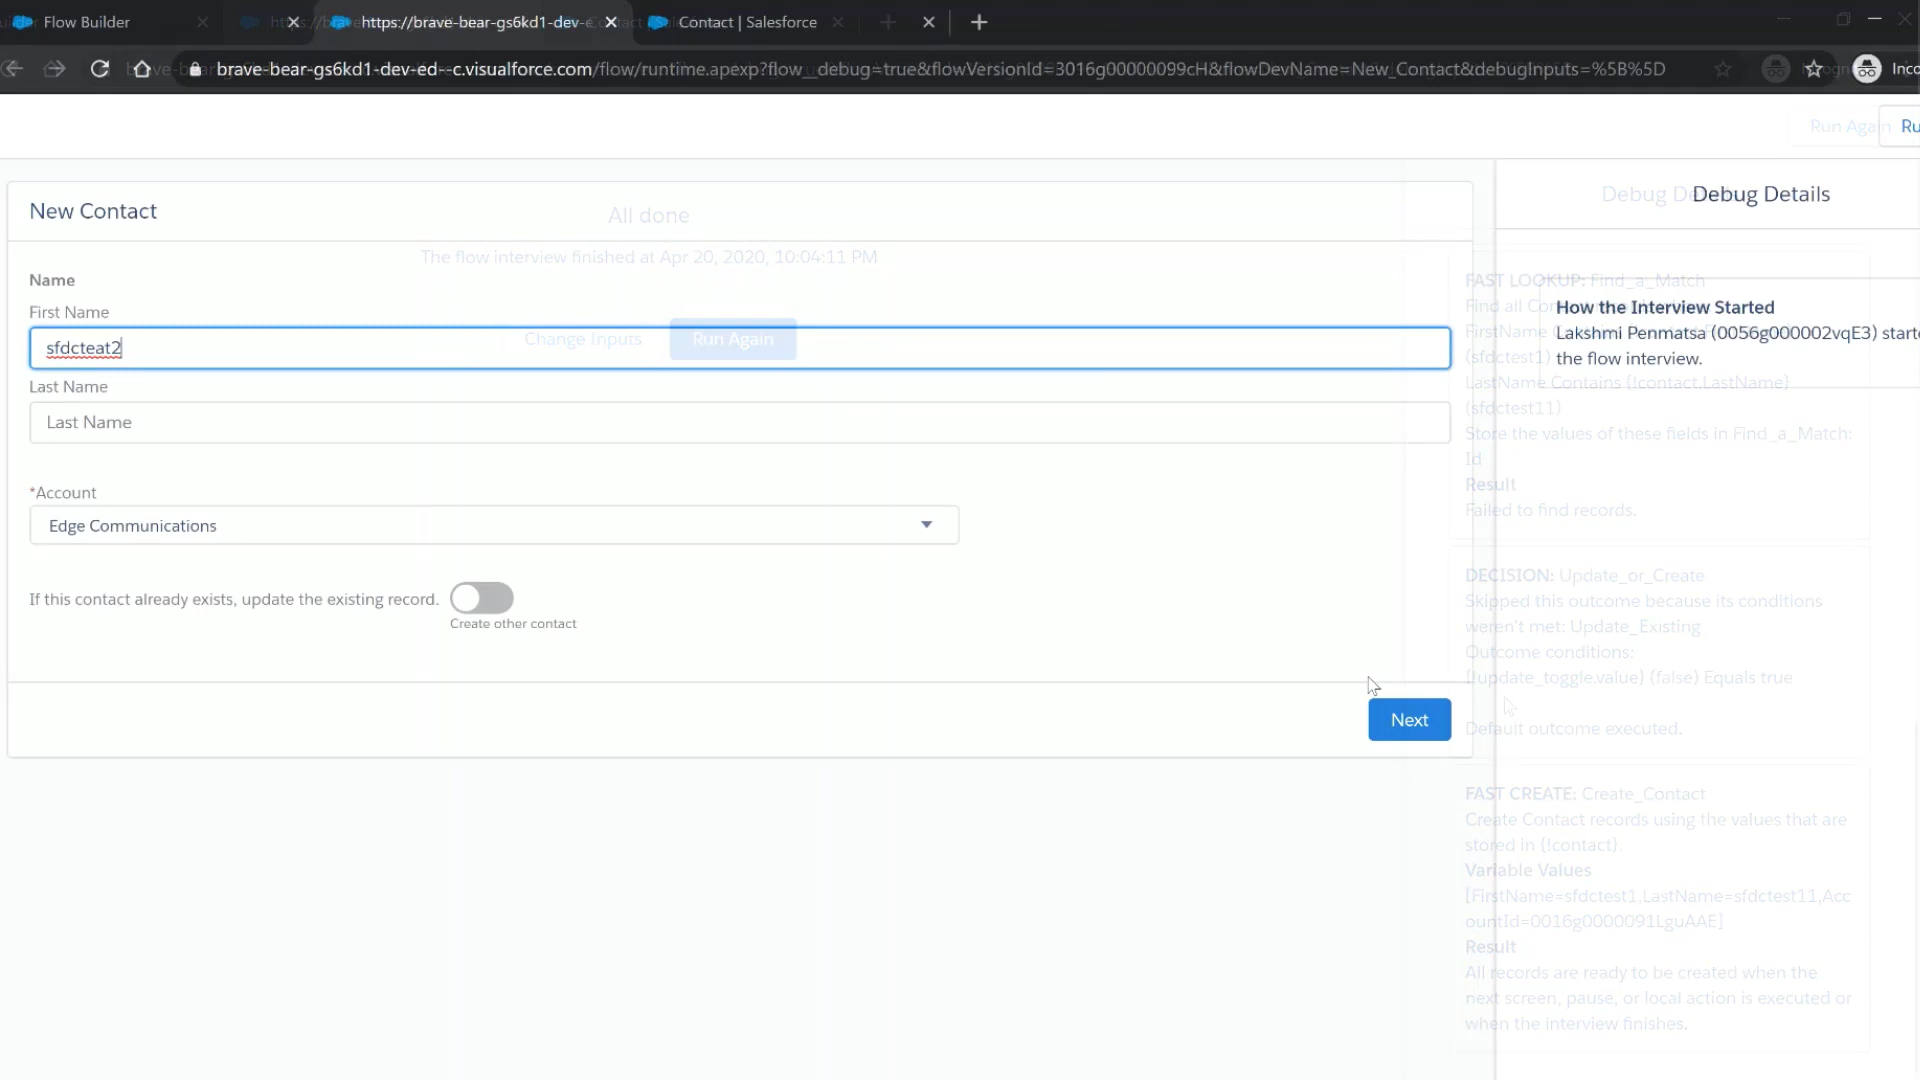 Flow Builder
https://brave-bear-gs6kd1-dev-e
Contact | Salesforce
brave-bear-gs6kd1-dev-ed--c.visualforce.com/flow/runtime.apexp?flow__debug=true&flowVersionId=3016g00000099cH&flowDevName=New_Contact&debugInputs=%5B%5D
Inco
Run Again
Ru
New Contact
All done
Debug Details
The flow interview finished at Apr 20, 2020, 10:04:11 PM
Name
First Name
sfdcteat2
Change Inputs
Run Again
Last Name
Last Name
*Account
Edge Communications
If this contact already exists, update the existing record.
Create other contact
Next
How the Interview Started
Lakshmi Penmatsa (0056g000002vqE3) starte
the flow interview.
FAST LOOKUP: Find_a_Match
(sfdctest1)
LastName Contains {!contact.LastName}
(sfdctest11)
Store the values of these fields in Find_a_Match:
Id
Result
Failed to find records.
DECISION: Update_or_Create
Skipped this outcome because its conditions
weren't met: Update_Existing
Outcome conditions:
{!update_toggle.value} (false) Equals true
Default outcome executed.
FAST CREATE: Create_Contact
Create Contact records using the values that are
stored in {!contact}.
Variable Values
[FirstName=sfdctest1,LastName=sfdctest11,Acc
ountId=0016g0000091LguAAE]
Result
All records are ready to be created when the
next screen, pause, or local action is executed or
when the interview finishes.